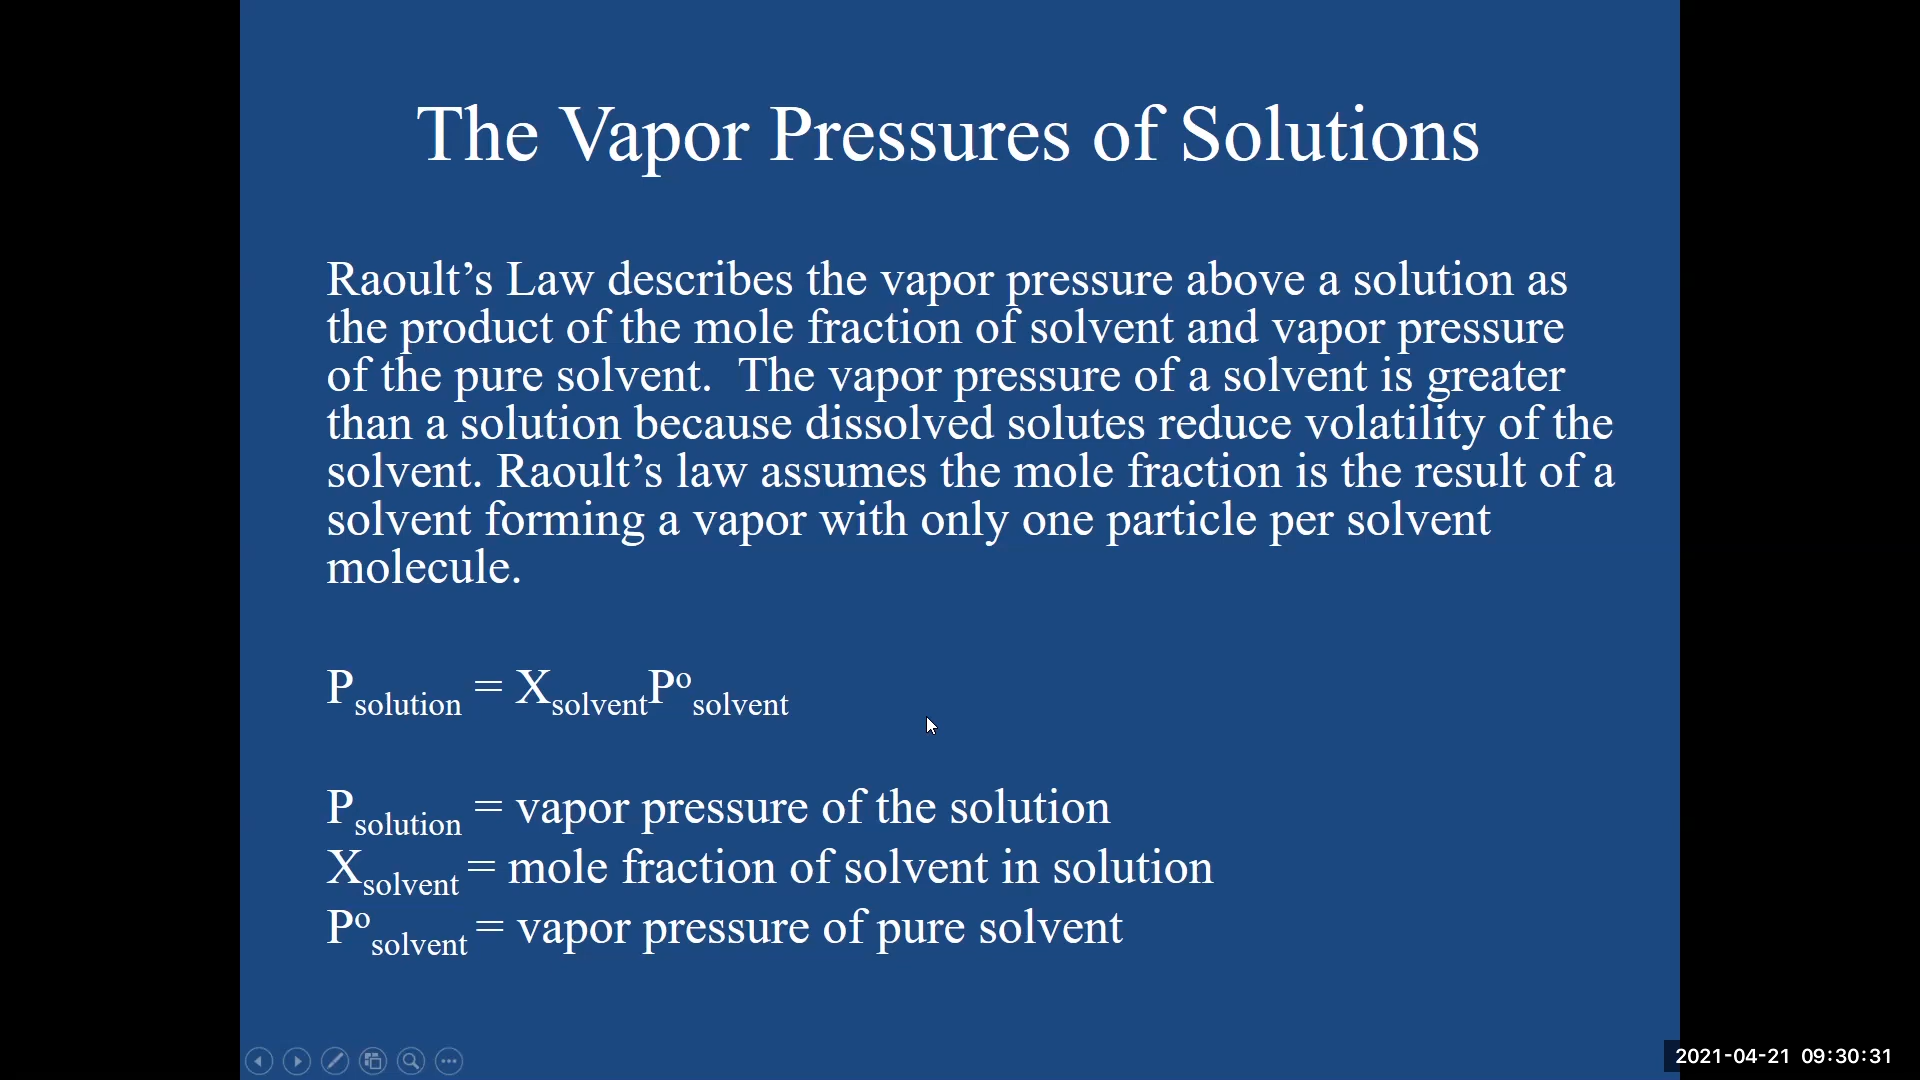 The Vapor Pressures of Solutions
Raoult’s Law describes the vapor pressure above a solution as
the product of the mole fraction of solvent and vapor pressure
of the pure solvent.  The vapor pressure of a solvent is greater
than a solution because dissolved solutes reduce volatility of the
solvent. Raoult’s law assumes the mole fraction is the result of a
solvent forming a vapor with only one particle per solvent
molecule.
Psolution = XsolventPosolvent
Psolution = vapor pressure of the solution
Xsolvent = mole fraction of solvent in solution
Posolvent = vapor pressure of pure solvent
2021-04-21 09:30:31